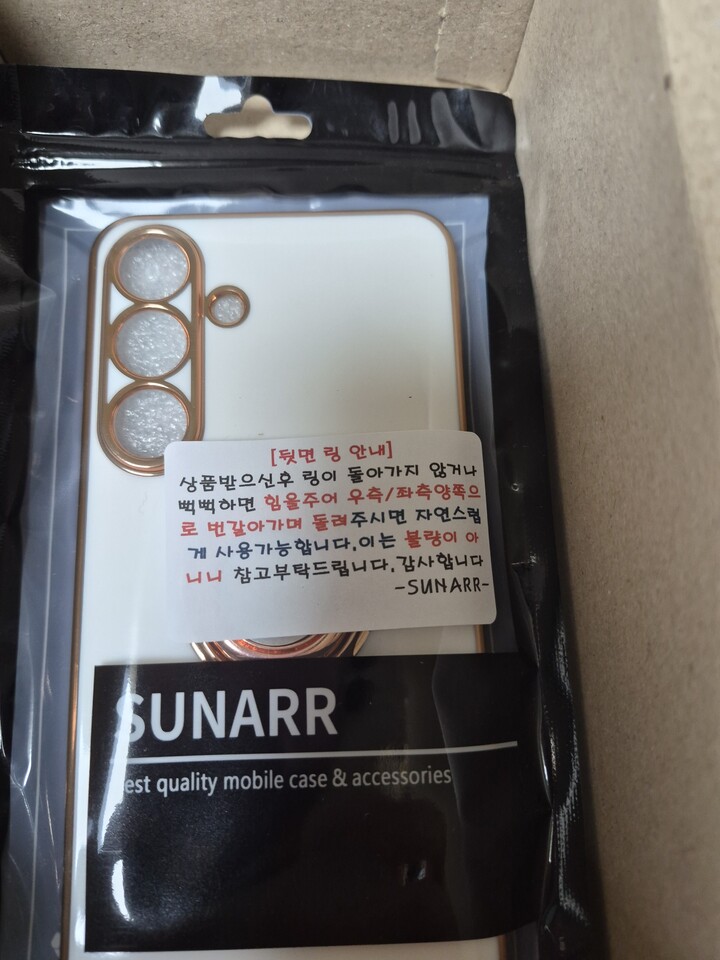 [뒷면 링 안내]
상품받으신후 링이 돌아가지 않거나
뻑뻑하면 힘을주어 우측/좌측양쪽으
로 번갈아가며 돌려주시면 자연스럽
게 사용가능합니다.이는 불량이 아
니니 참고부탁드립니다.감사합니다
-SUNARR-
SUNARR
est quality mobile case & accessories